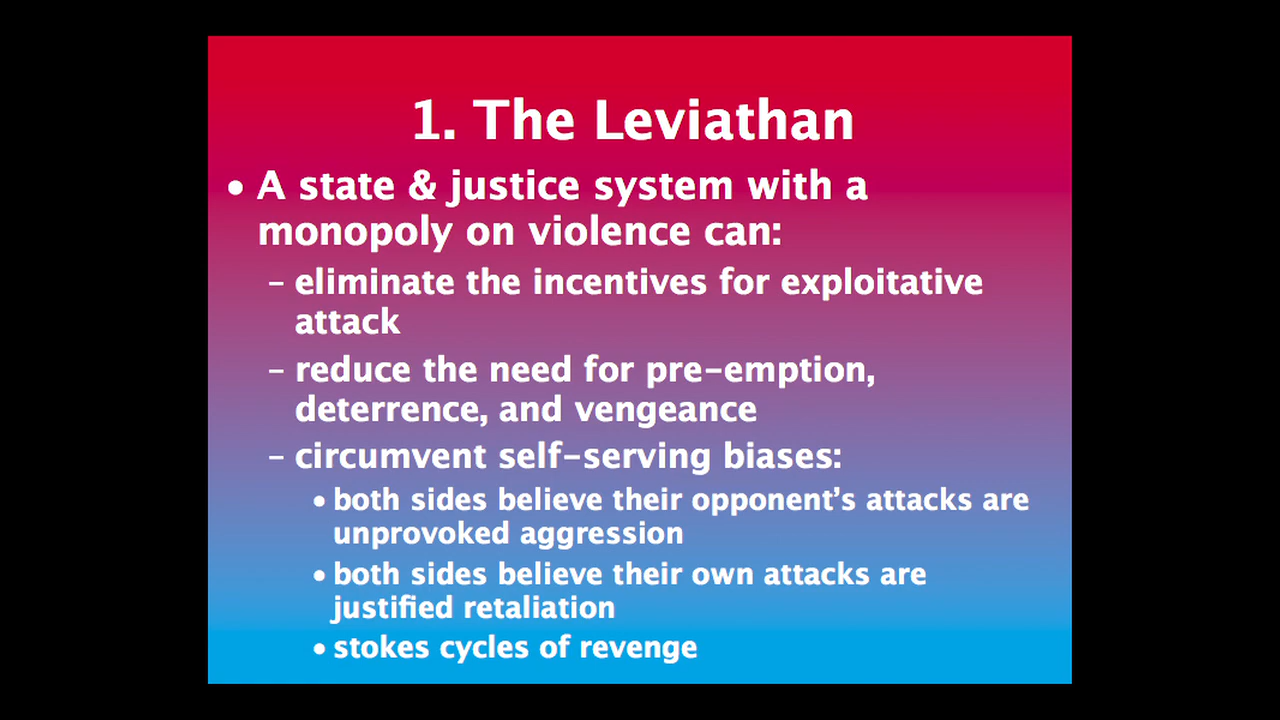 1. The Leviathan
• A state & justice system with a
monopoly on violence can:
– eliminate the incentives for exploitative
attack
– reduce the need for pre–emption,
deterrence, and vengeance
– circumvent self–serving biases:
• both sides believe their opponent’s attacks are
unprovoked aggression
• both sides believe their own attacks are
justified retaliation
• stokes cycles of revenge